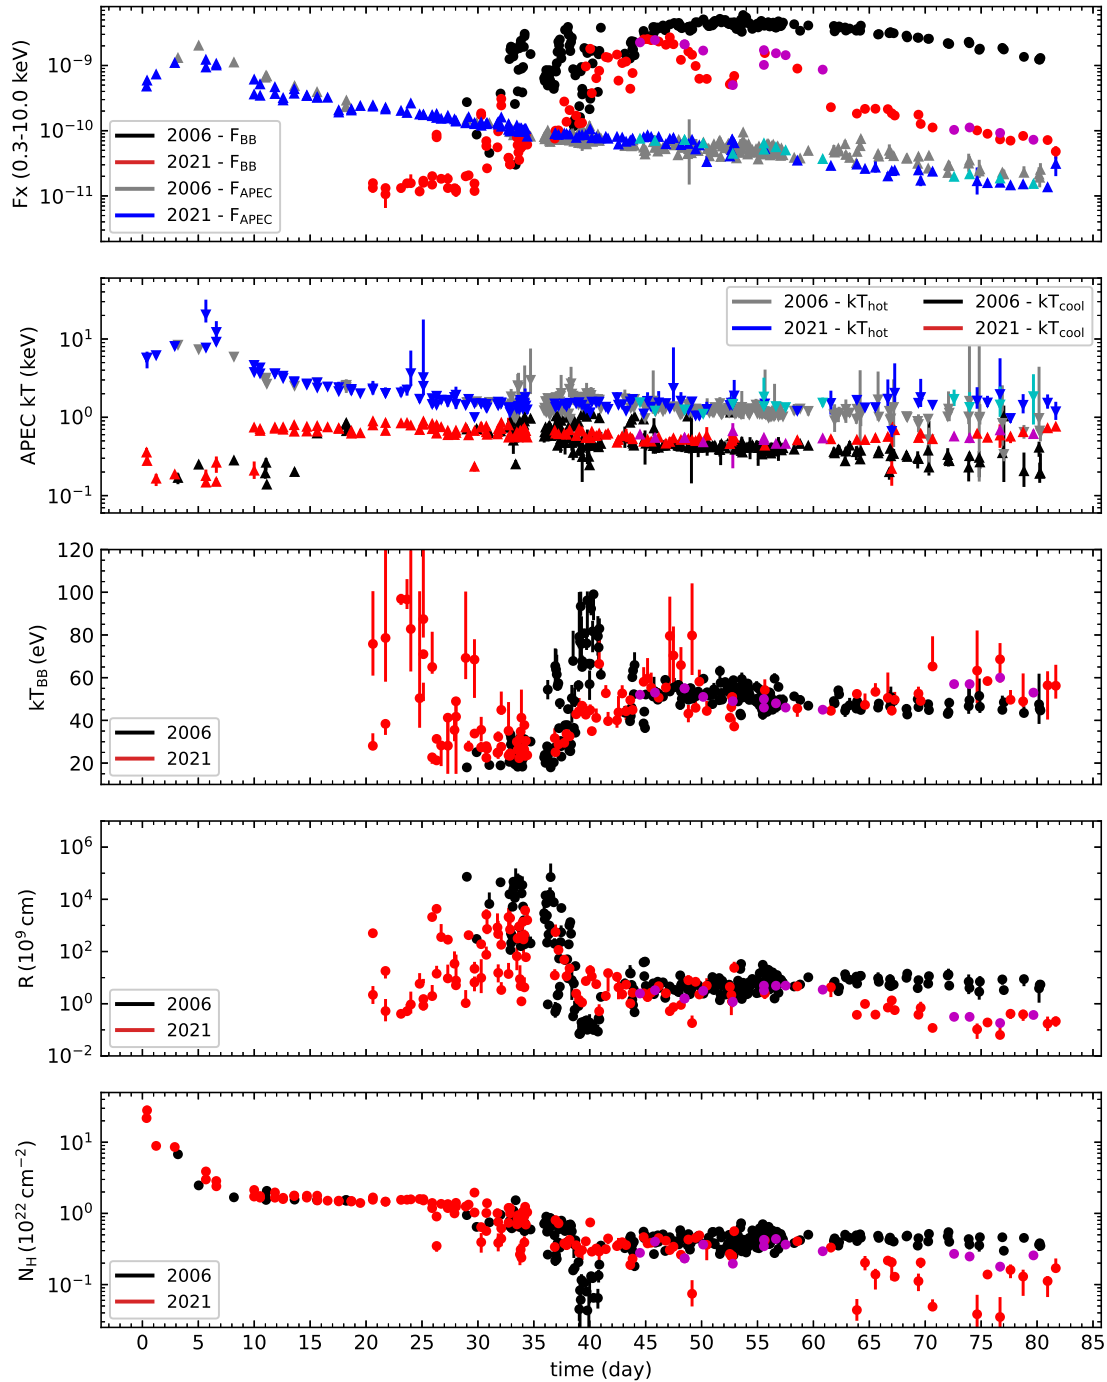 Fx (0.3-10.0 keV)
10⁻⁹
10⁻¹⁰
10⁻¹¹
2006 - F_BB
2021 - F_BB
2006 - F_APEC
2021 - F_APEC
APEC kT (keV)
10¹
10⁰
10⁻¹
2006 - kT_hot
2021 - kT_hot
2006 - kT_cool
2021 - kT_cool
kT_BB (eV)
120
100
80
60
40
20
2006
2021
R (10⁹ cm)
10⁶
10⁴
10²
10⁰
10⁻²
2006
2021
N_H (10²² cm⁻²)
10¹
10⁰
10⁻¹
2006
2021
0 5 10 15 20 25 30 35 40 45 50 55 60 65 70 75 80 85
time (day)